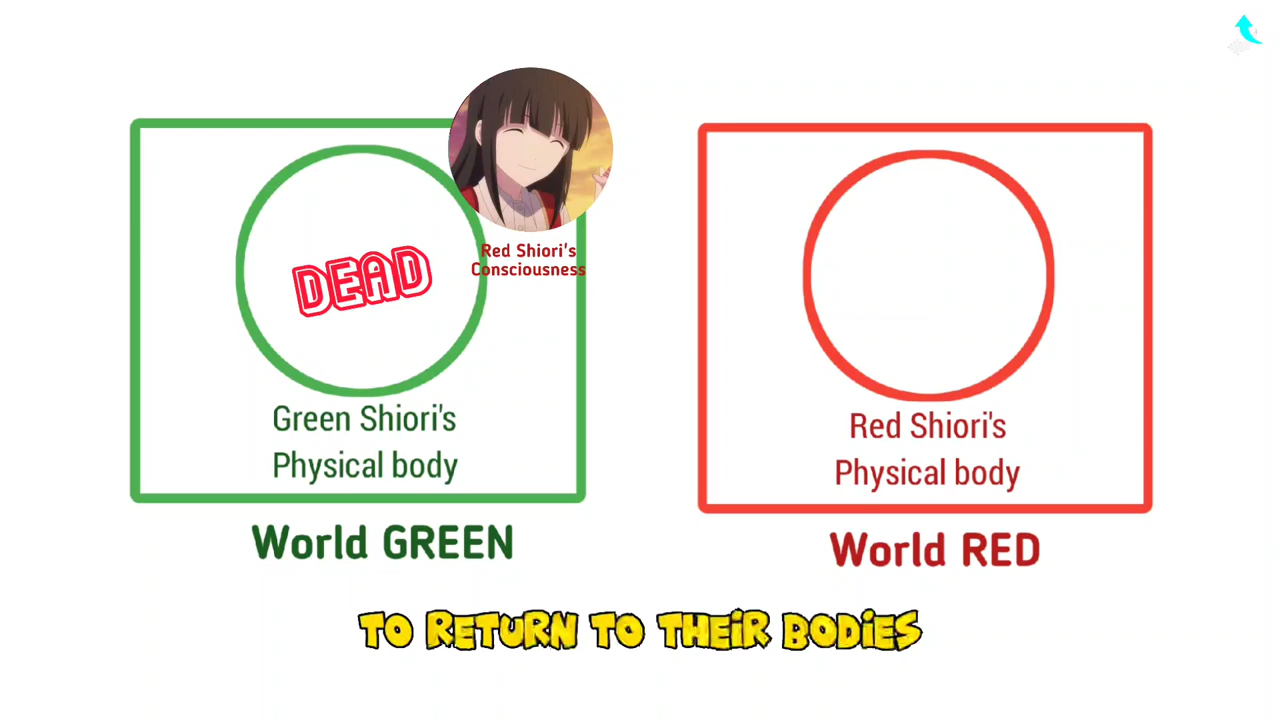 DEAD
Red Shiori's
Consciousness
Green Shiori's
Physical body
Red Shiori's
Physical body
World GREEN
World RED
TO RETURN TO THEiR BODiES